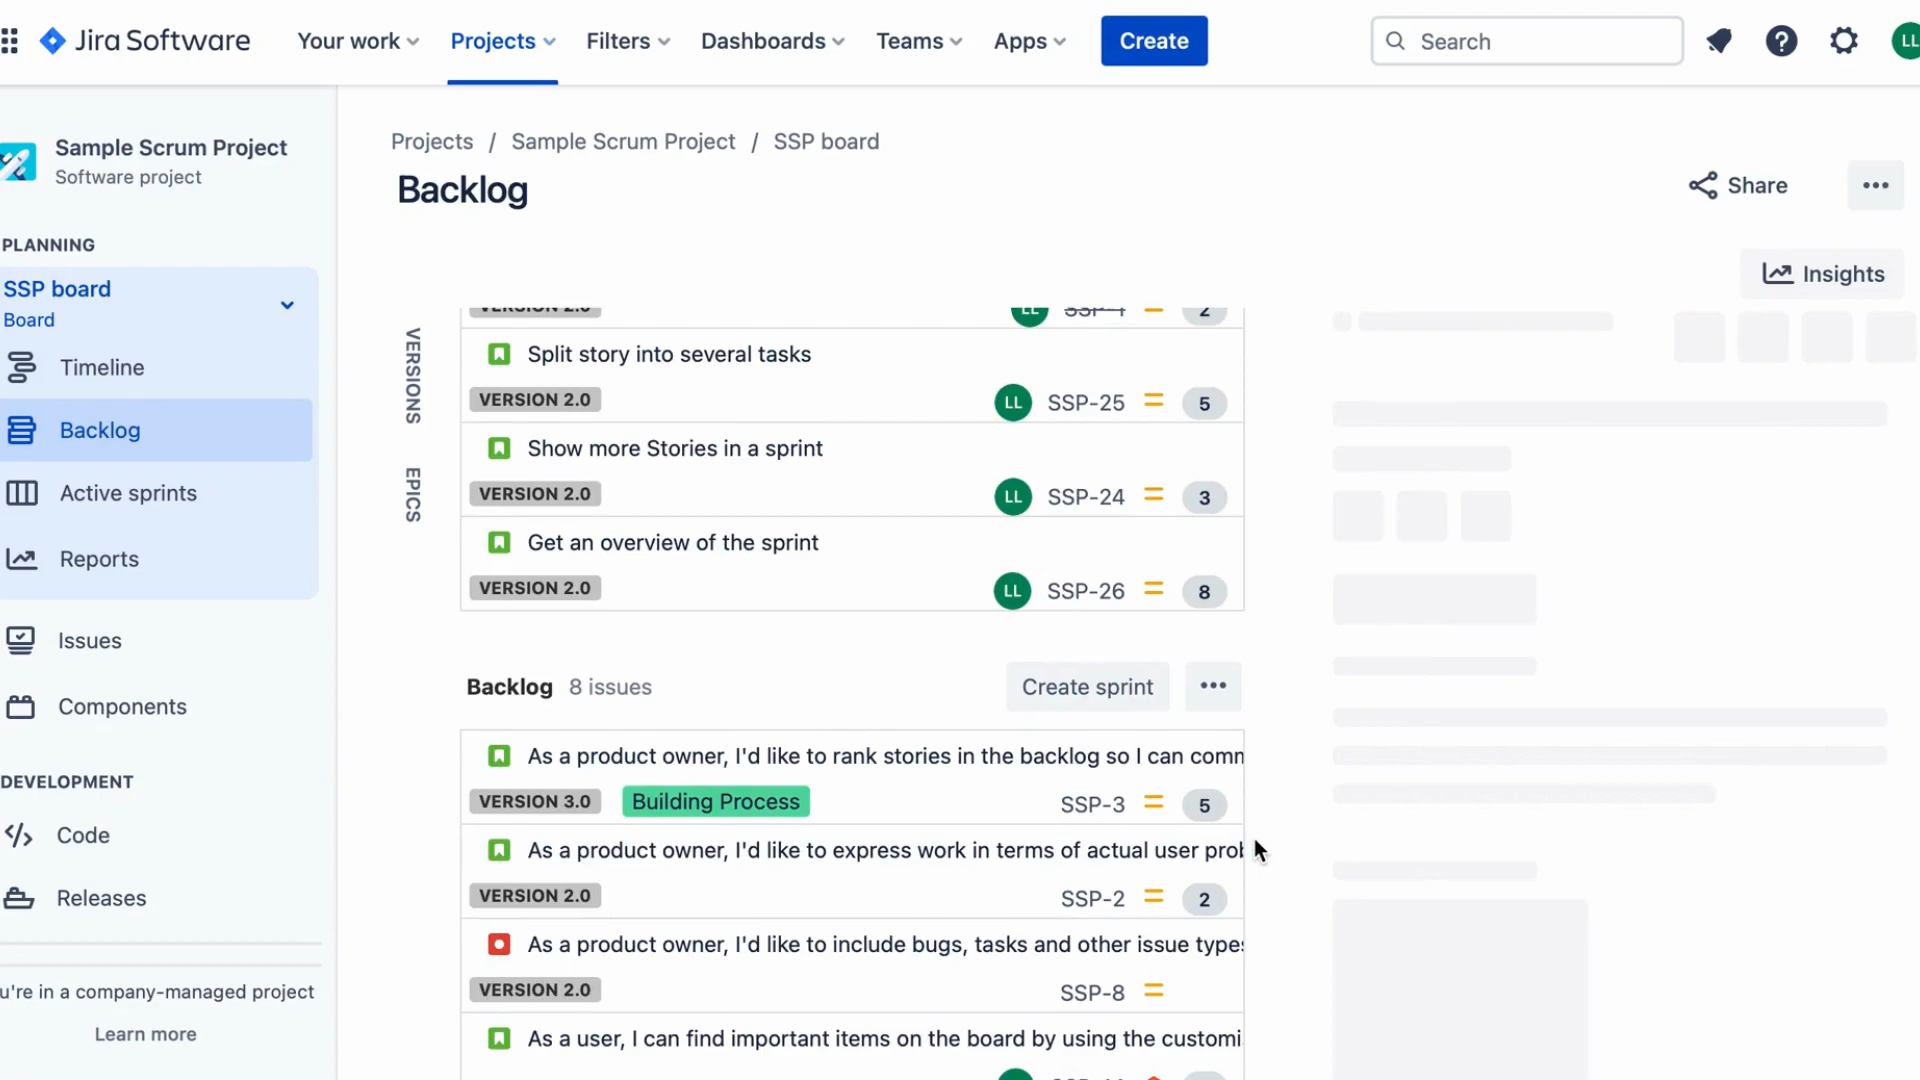 Jira Software
Your work
Projects
Filters
Dashboards
Teams
Apps
Create
Search
LL
Sample Scrum Project
Software project
PLANNING
SSP board
Board
Timeline
Backlog
Active sprints
Reports
Issues
Components
DEVELOPMENT
Code
Releases
u're in a company-managed project
Learn more
Projects / Sample Scrum Project / SSP board
Backlog
Share
Insights
VERSIONS
EPICS
VERSION 2.0
LL SSP-1 2
Split story into several tasks
VERSION 2.0
LL SSP-25 5
Show more Stories in a sprint
VERSION 2.0
LL SSP-24 3
Get an overview of the sprint
VERSION 2.0
LL SSP-26 8
Backlog 8 issues
Create sprint
As a product owner, I'd like to rank stories in the backlog so I can comm
VERSION 3.0 Building Process
SSP-3 5
As a product owner, I'd like to express work in terms of actual user prob
VERSION 2.0
SSP-2 2
As a product owner, I'd like to include bugs, tasks and other issue types
VERSION 2.0
SSP-8
As a user, I can find important items on the board by using the customi